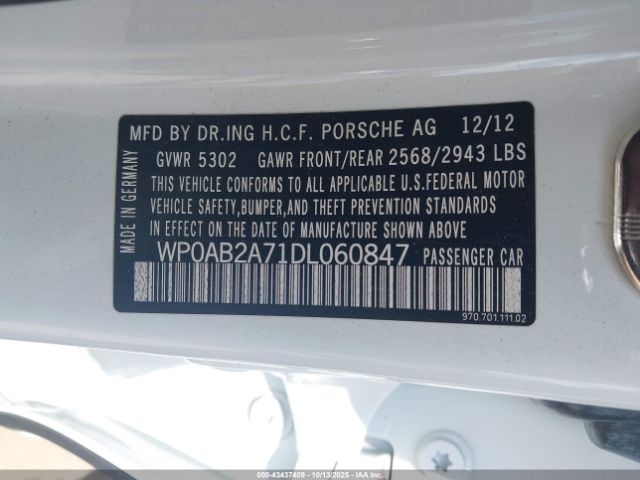 MFD BY DR.ING H.C.F. PORSCHE AG 12/12
GVWR 5302 GAWR FRONT/REAR 2568/2943 LBS
THIS VEHICLE CONFORMS TO ALL APPLICABLE U.S.FEDERAL MOTOR
VEHICLE SAFETY,BUMPER,AND THEFT PREVENTION STANDARDS
IN EFFECT ON THE DATE OF MANUFACTURE SHOWN ABOVE
WP0AB2A71DL060847 PASSENGER CAR
MADE IN GERMANY
970.701.111.02
000-43437409 | 10/13/2025 | IAAI.COM